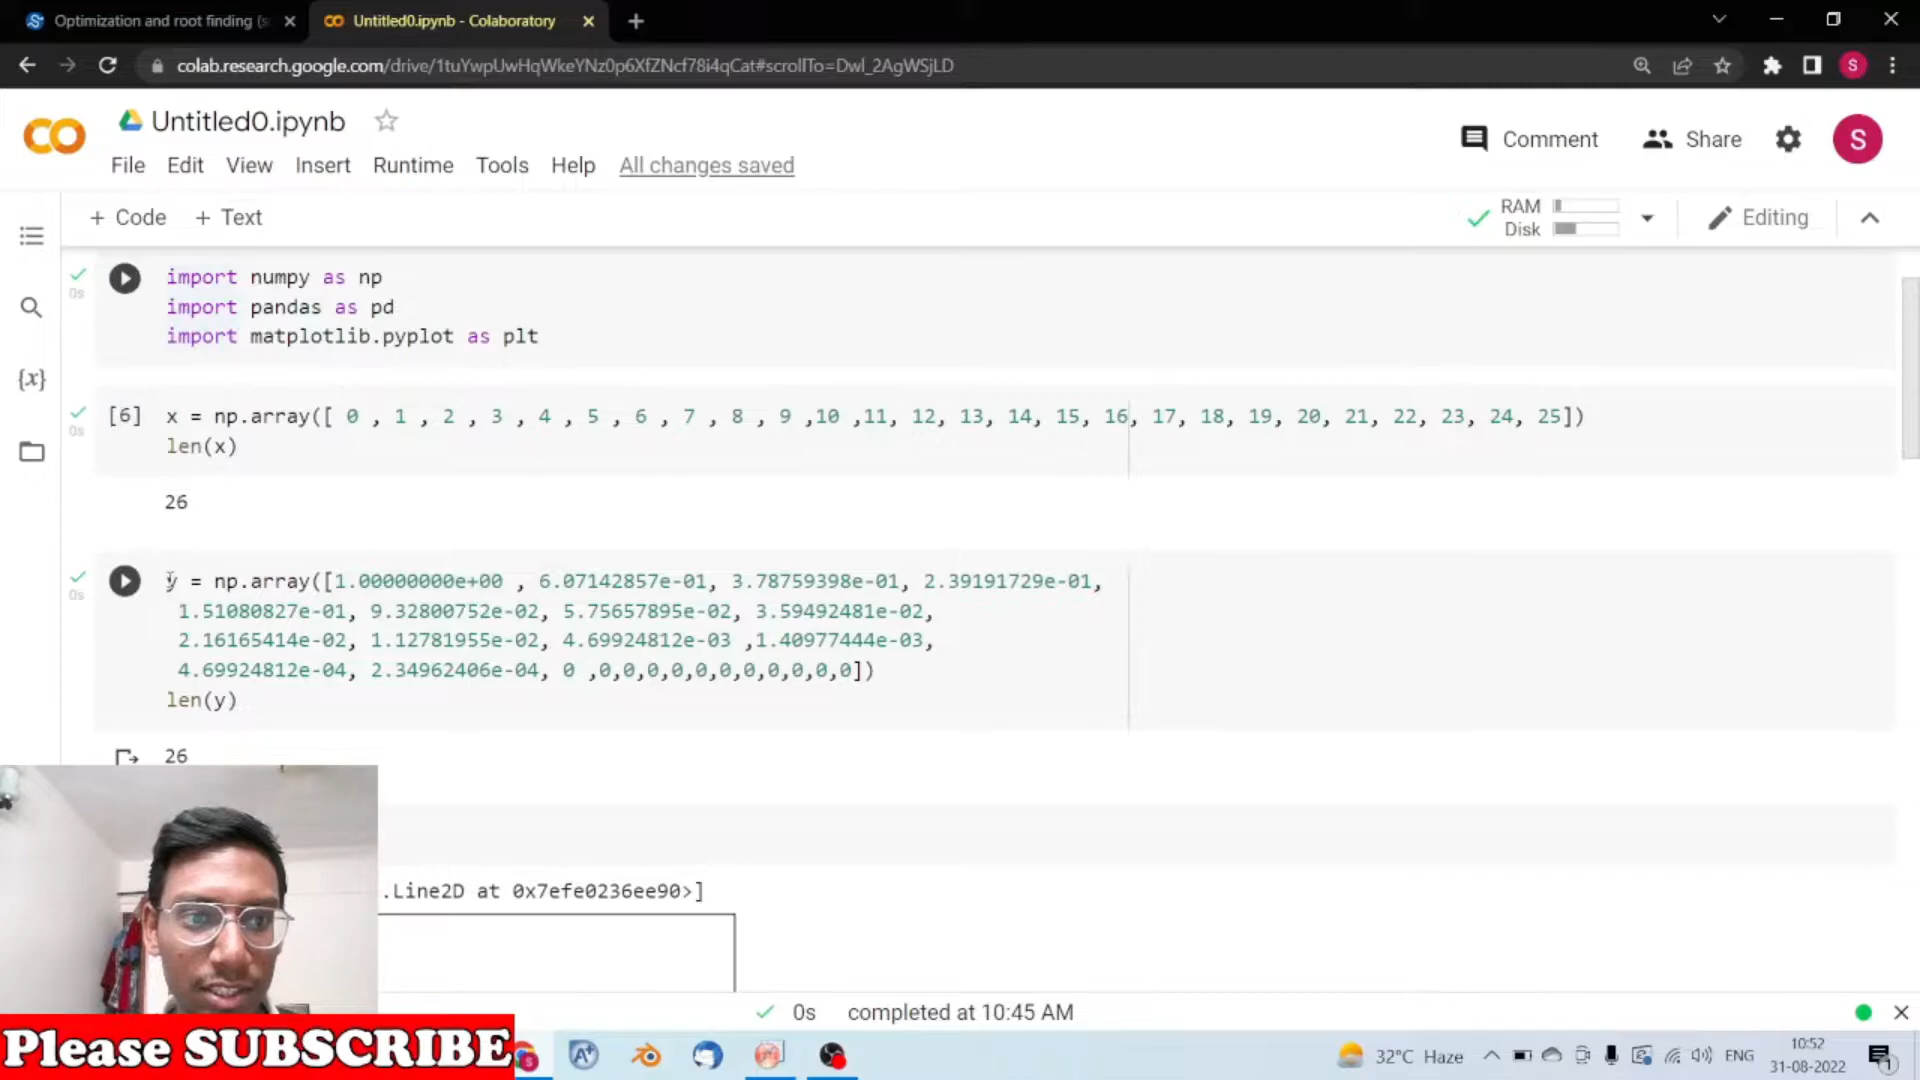 Optimization and root finding (s
Untitled0.ipynb - Colaboratory
colab.research.google.com/drive/1tuYwpUwHqWkeYNz0p6XfZNcf78i4qCat#scrollTo=Dwl_2AgWSjLD
S
Untitled0.ipynb
Comment
Share
S
File Edit View Insert Runtime Tools Help All changes saved
+ Code + Text
RAM
Disk
Editing
0s
import numpy as np
import pandas as pd
import matplotlib.pyplot as plt
{x}
[6] x = np.array([ 0 , 1 , 2 , 3 , 4 , 5 , 6 , 7 , 8 , 9 ,10 ,11, 12, 13, 14, 15, 16, 17, 18, 19, 20, 21, 22, 23, 24, 25])
0s
len(x)
26
y = np.array([1.00000000e+00 , 6.07142857e-01, 3.78759398e-01, 2.39191729e-01,
0s
1.51080827e-01, 9.32800752e-02, 5.75657895e-02, 3.59492481e-02,
2.16165414e-02, 1.12781955e-02, 4.69924812e-03 ,1.40977444e-03,
4.69924812e-04, 2.34962406e-04, 0 ,0,0,0,0,0,0,0,0,0,0,0])
len(y)
26
.Line2D at 0x7efe0236ee90>]
0s completed at 10:45 AM
Please SUBSCRIBE
32°C Haze
ENG
10:52
31-08-2022
1